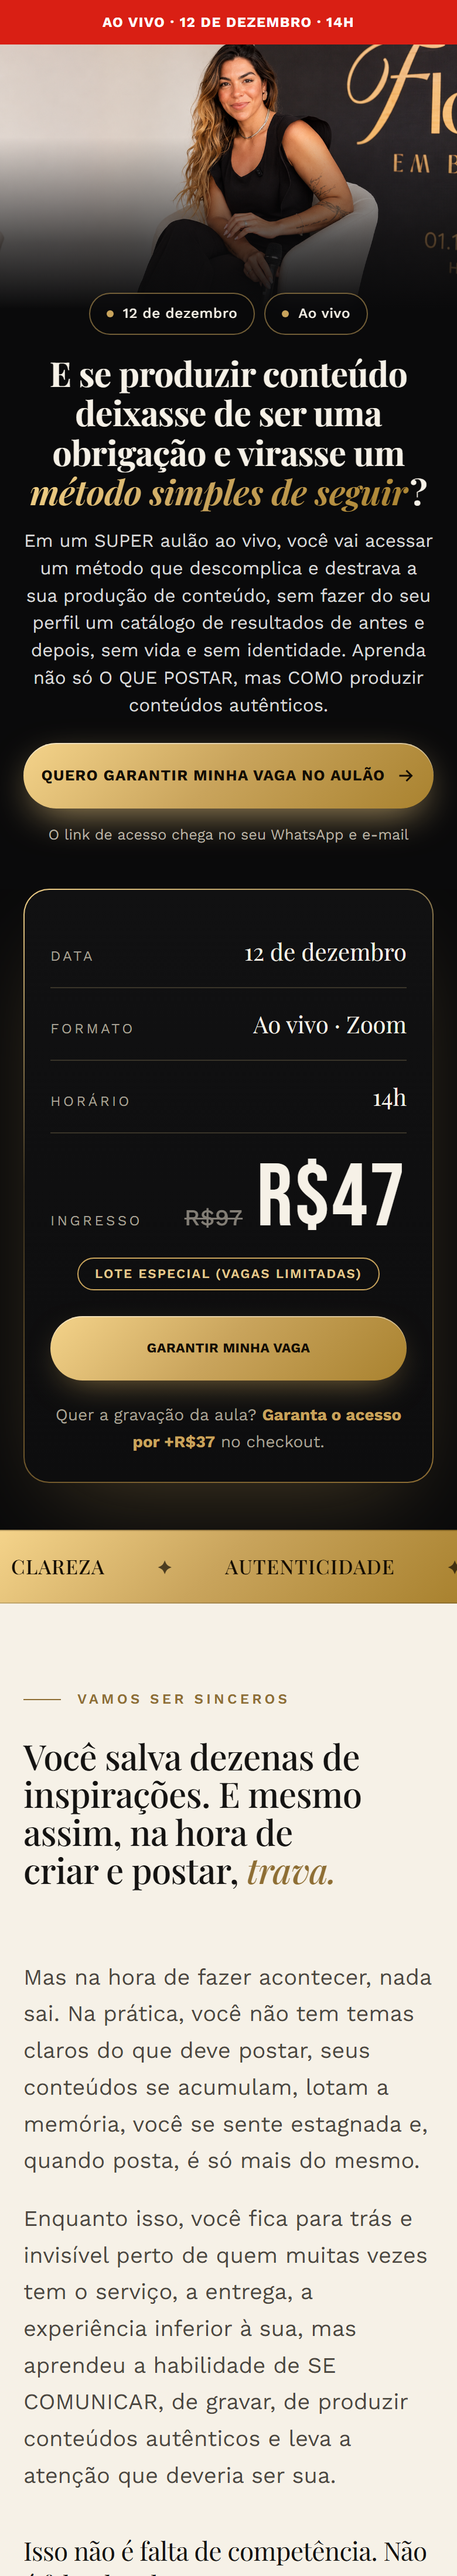 AO VIVO · 12 DE DEZEMBRO · 14H
EM B
01.1
12 de dezembro
Ao vivo
E se produzir conteúdo
deixasse de ser uma
obrigação e virasse um
método simples de seguir?
Em um SUPER aulão ao vivo, você vai acessar
um método que descomplica e destrava a
sua produção de conteúdo, sem fazer do seu
perfil um catálogo de resultados de antes e
depois, sem vida e sem identidade. Aprenda
não só O QUE POSTAR, mas COMO produzir
conteúdos autênticos.
QUERO GARANTIR MINHA VAGA NO AULÃO →
O link de acesso chega no seu WhatsApp e e-mail
DATA 12 de dezembro
FORMATO Ao vivo · Zoom
HORÁRIO 14h
INGRESSO R$97 R$47
LOTE ESPECIAL (VAGAS LIMITADAS)
GARANTIR MINHA VAGA
Quer a gravação da aula? Garanta o acesso
por +R$37 no checkout.
CLAREZA ✦ AUTENTICIDADE ✦
VAMOS SER SINCEROS
Você salva dezenas de
inspirações. E mesmo
assim, na hora de
criar e postar, trava.
Mas na hora de fazer acontecer, nada
sai. Na prática, você não tem temas
claros do que deve postar, seus
conteúdos se acumulam, lotam a
memória, você se sente estagnada e,
quando posta, é só mais do mesmo.
Enquanto isso, você fica para trás e
invisível perto de quem muitas vezes
tem o serviço, a entrega, a
experiência inferior à sua, mas
aprendeu a habilidade de SE
COMUNICAR, de gravar, de produzir
conteúdos autênticos e leva a
atenção que deveria ser sua.
Isso não é falta de competência. Não